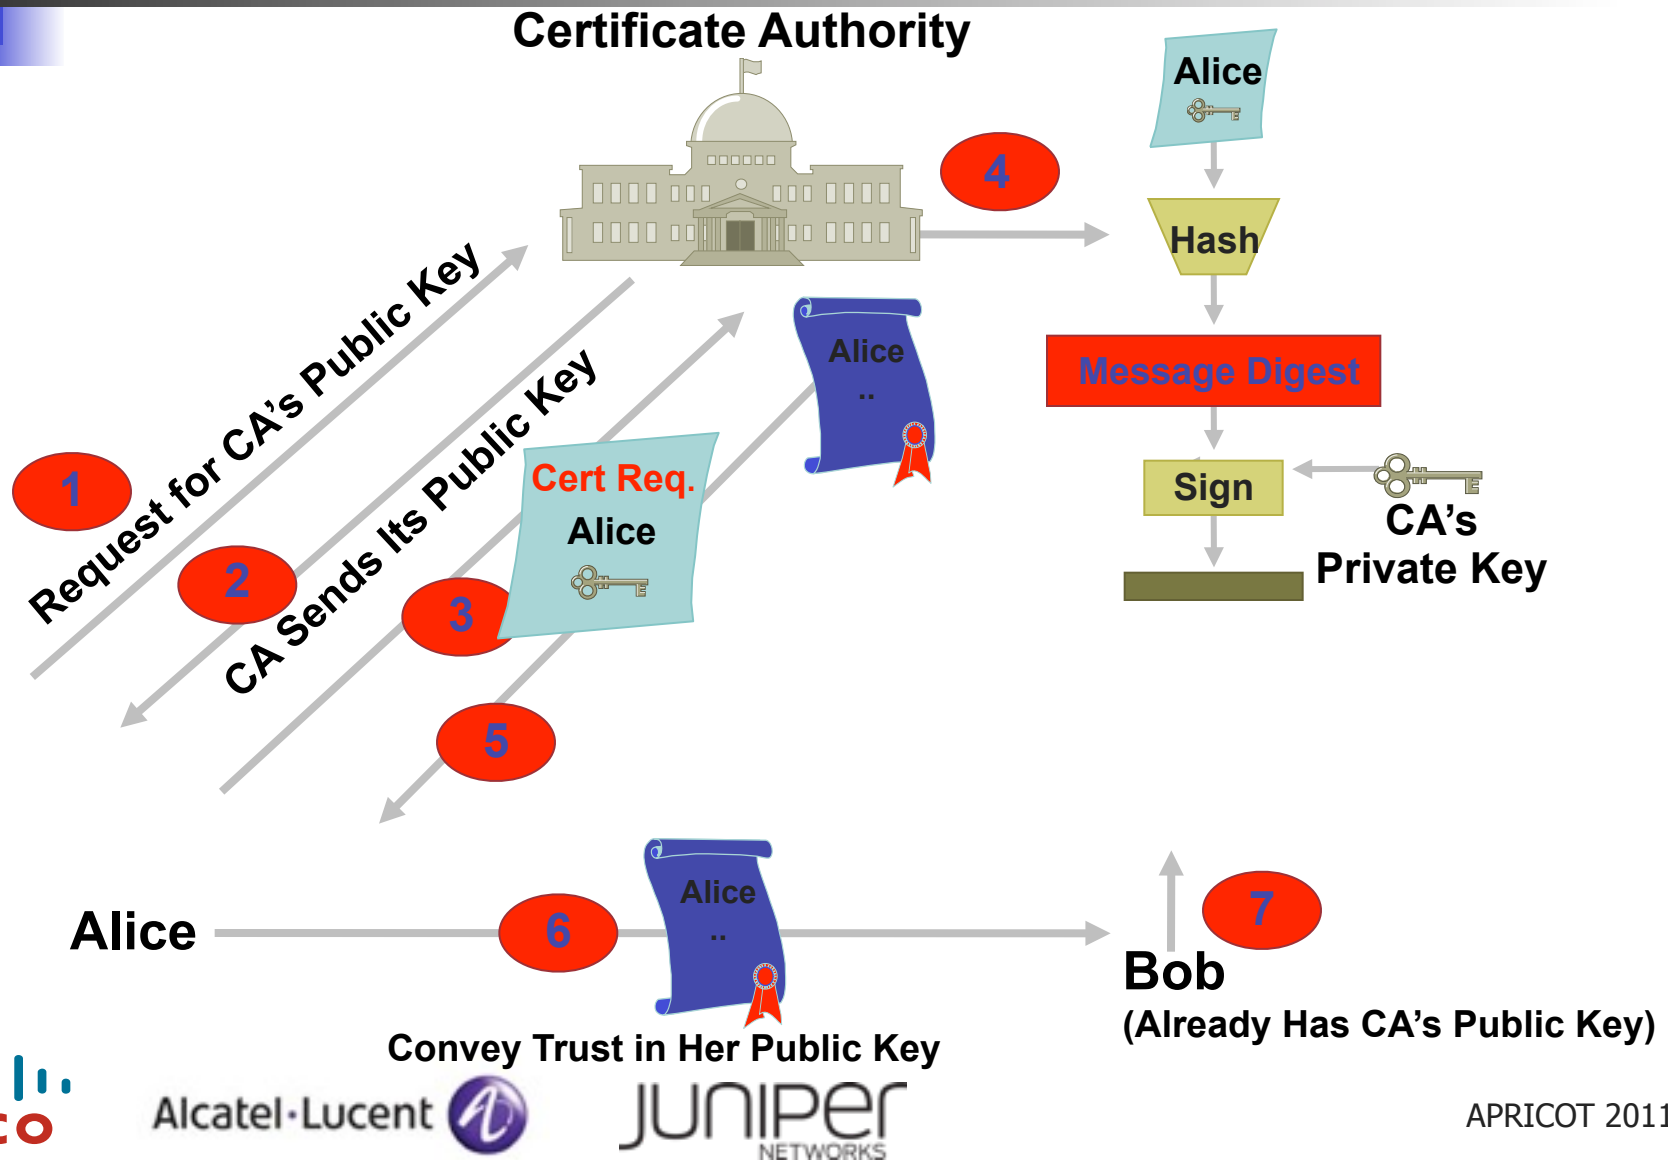 Certificate Authority
Alice
4
Hash
Request for CA's Public Key
Alice
..
Message Digest
CA Sends Its Public Key
1
Cert Req.
Alice
Sign
CA's
Private Key
2
3
5
Alice
..
6
7
Alice
Bob
(Already Has CA's Public Key)
Convey Trust in Her Public Key
co
Alcatel·Lucent
JUNIPer
NETWORKS
APRICOT 2011